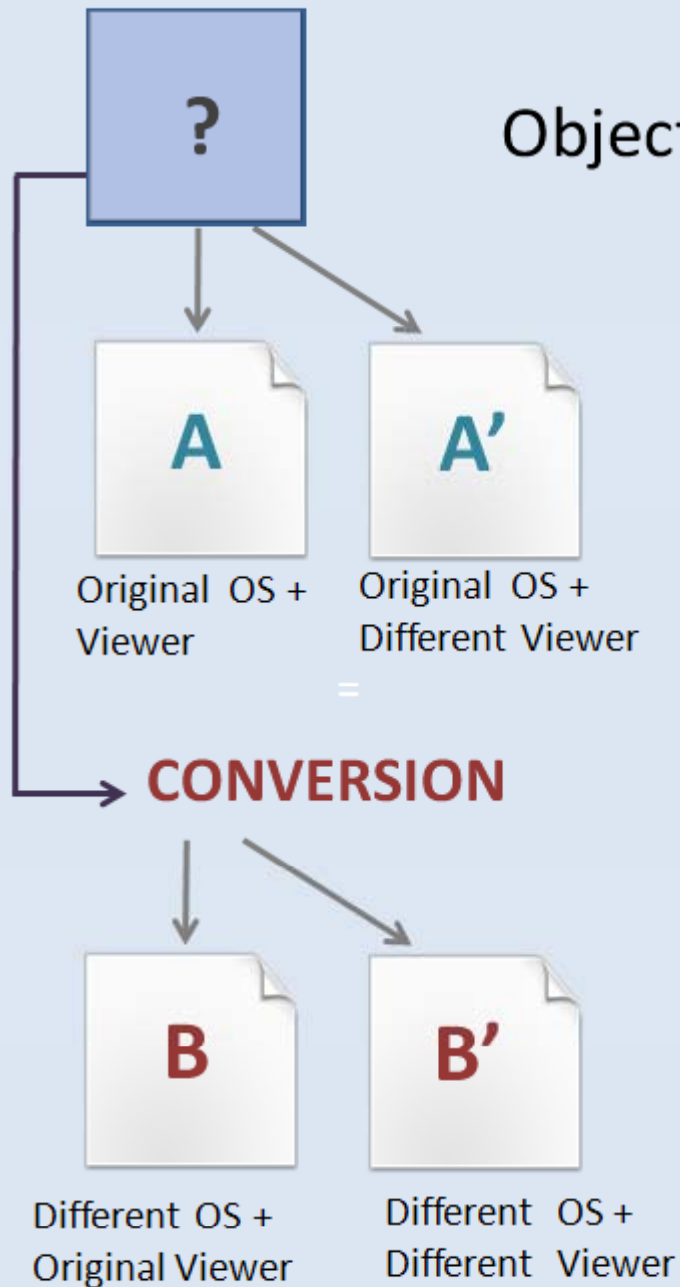 ?
Object
A
A’
Original OS +
Viewer
Original OS +
Different Viewer
=
CONVERSION
B
B’
Different OS +
Original Viewer
Different OS +
Different Viewer